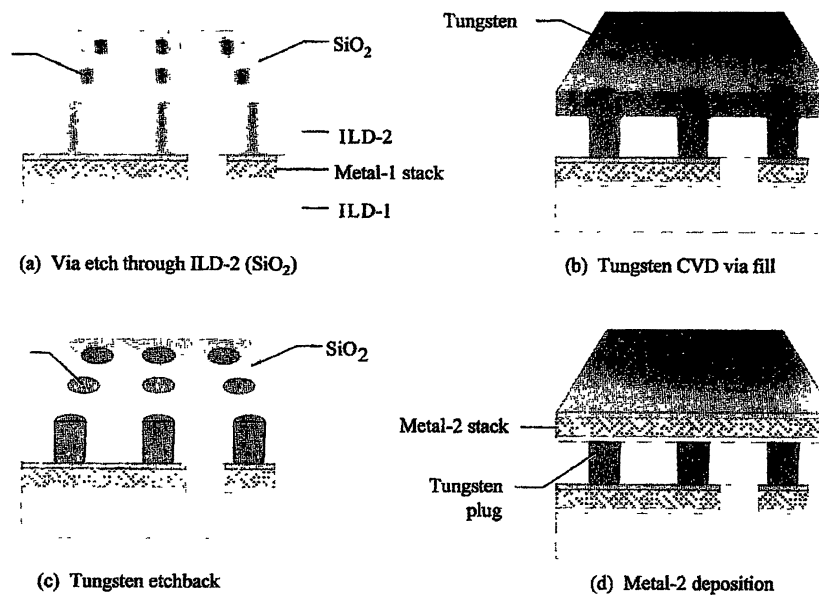 SiO₂
ILD-2
Metal-1 stack
ILD-1
(a) Via etch through ILD-2 (SiO₂)
Tungsten
(b) Tungsten CVD via fill
SiO₂
(c) Tungsten etchback
Metal-2 stack
Tungsten
plug
(d) Metal-2 deposition